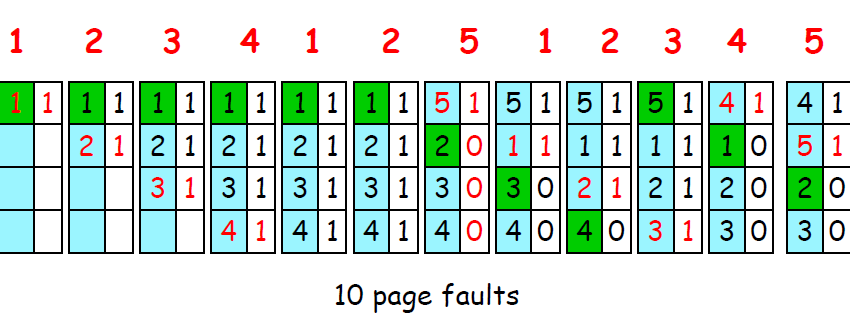 1 2 3 4 1 2 5 1 2 3 4 5
1 1 1 1 1 1 1 1 1 1 1 1 5 1 5 1 5 1 5 1 4 1 4 1
2 1 2 1 2 1 2 1 2 1 2 0 1 1 1 1 1 1 1 0 5 1
3 1 3 1 3 1 3 1 3 0 3 0 2 1 2 1 2 0 2 0
4 1 4 1 4 1 4 0 4 0 4 0 3 1 3 0 3 0
10 page faults